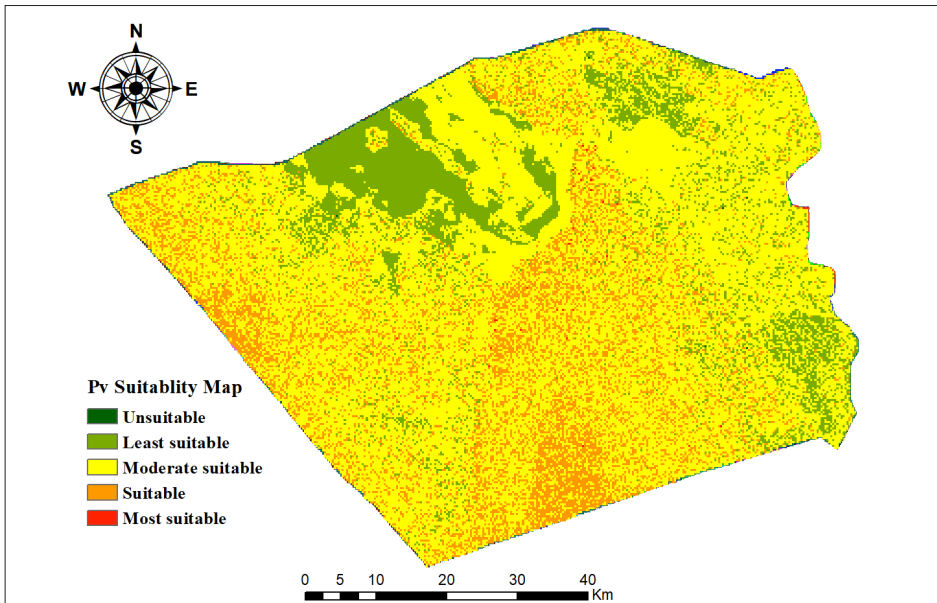 N
W E
S
Pv Suitablity Map
Unsuitable
Least suitable
Moderate suitable
Suitable
Most suitable
0 5 10 20 30 40
Km